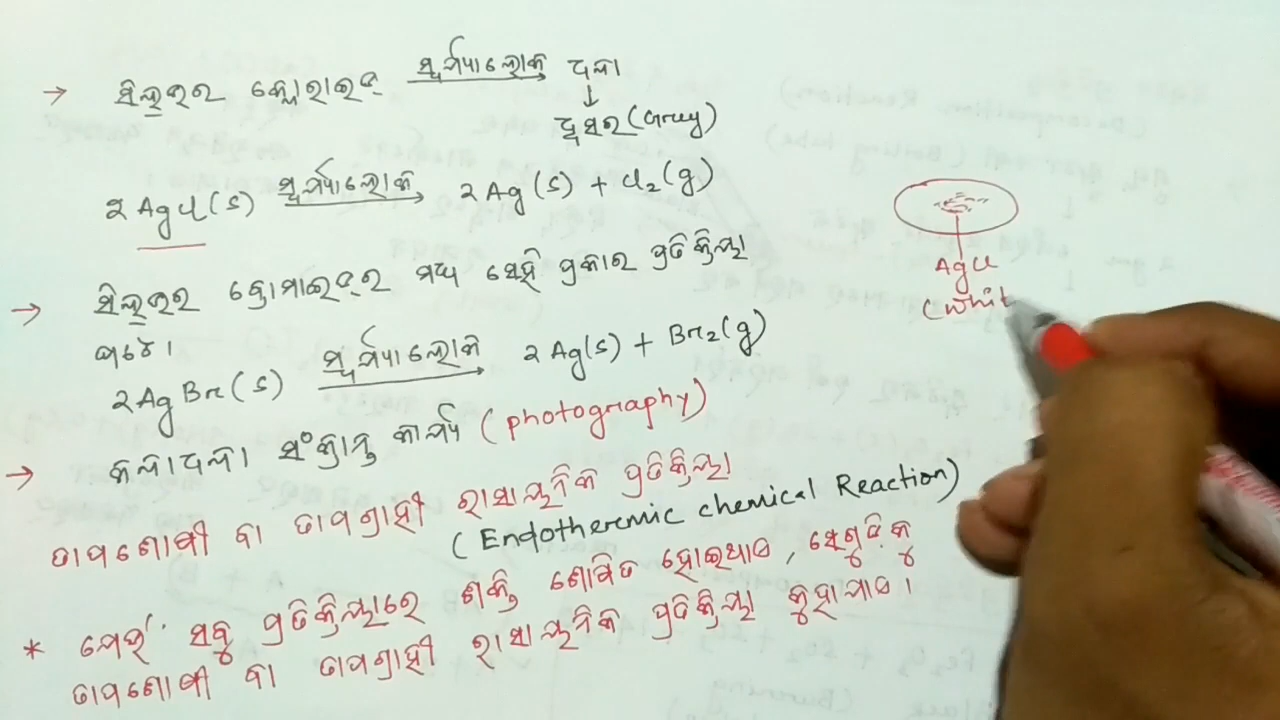 → ସିଲ୍‌ଭର କ୍ଲୋରାଇଡ୍ ସୂର୍ଯ୍ୟାଲୋକ ଧଳା
↓
ଧୂସର (Grey)
2 AgCl(s) ସୂର୍ଯ୍ୟାଲୋକ 2 Ag(s) + Cl₂(g)
→ ସିଲ୍‌ଭର ବ୍ରୋମାଇଡ୍‌ର ମଧ୍ୟ ସେହି ପ୍ରକାର ପ୍ରତିକ୍ରିୟା
ଘଟେ।
2 AgBr(s) ସୂର୍ଯ୍ୟାଲୋକ 2 Ag(s) + Br₂(g)
→ କଳାଧଳା ସଂକ୍ରାନ୍ତ କାର୍ଯ୍ୟ (photography)
ତାପଶୋଷୀ ବା ତାପଗ୍ରାହୀ ରାସାୟନିକ ପ୍ରତିକ୍ରିୟା
(Endothermic chemical Reaction)
* ଯେଉଁ ସବୁ ପ୍ରତିକ୍ରିୟାରେ ଶକ୍ତି ଶୋଷିତ ହୋଇଥାଏ, ସେଗୁଡ଼ିକୁ
ତାପଶୋଷୀ ବା ତାପଗ୍ରାହୀ ରାସାୟନିକ ପ୍ରତିକ୍ରିୟା କୁହାଯାଏ।
AgCl
(Whit